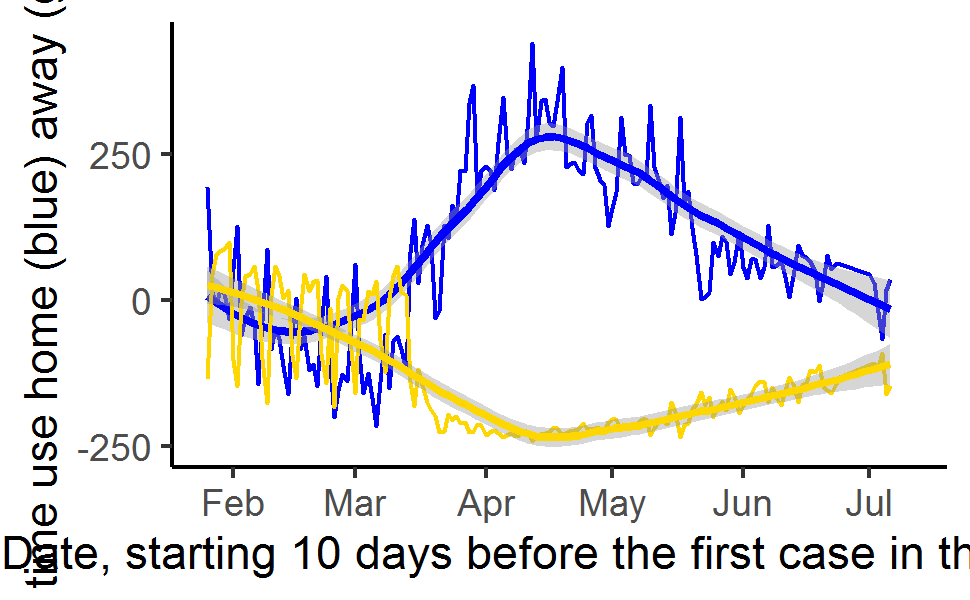 time use home (blue) away (
250
0
-250
Feb Mar Apr May Jun Jul
Date, starting 10 days before the first case in th